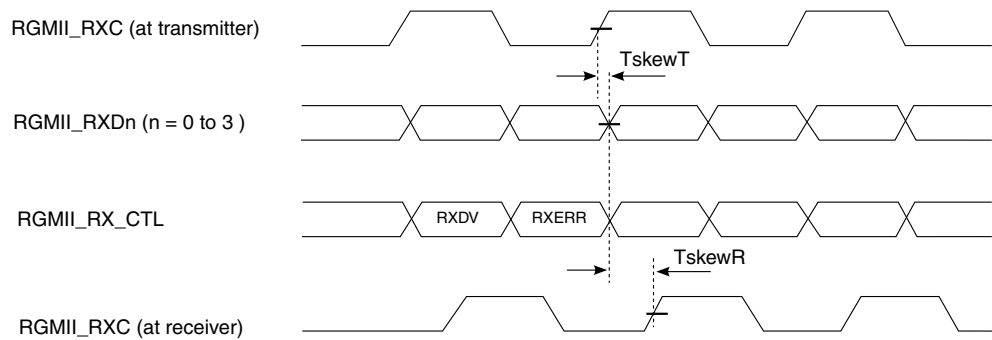 RGMII_RXC (at transmitter)
TskewT
RGMII_RXDn (n = 0 to 3 )
RGMII_RX_CTL
RXDV
RXERR
TskewR
RGMII_RXC (at receiver)